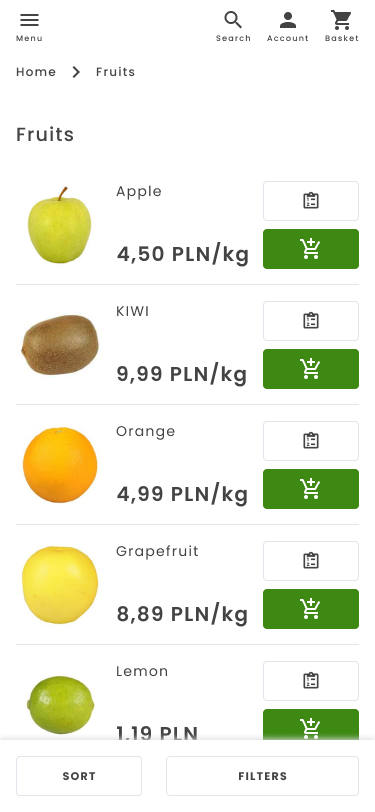 Menu Search Account Basket
Home Fruits
Fruits
Apple
4,50 PLN/kg
KIWI
9,99 PLN/kg
Orange
4,99 PLN/kg
Grapefruit
8,89 PLN/kg
Lemon
1,19 PLN
SORT FILTERS